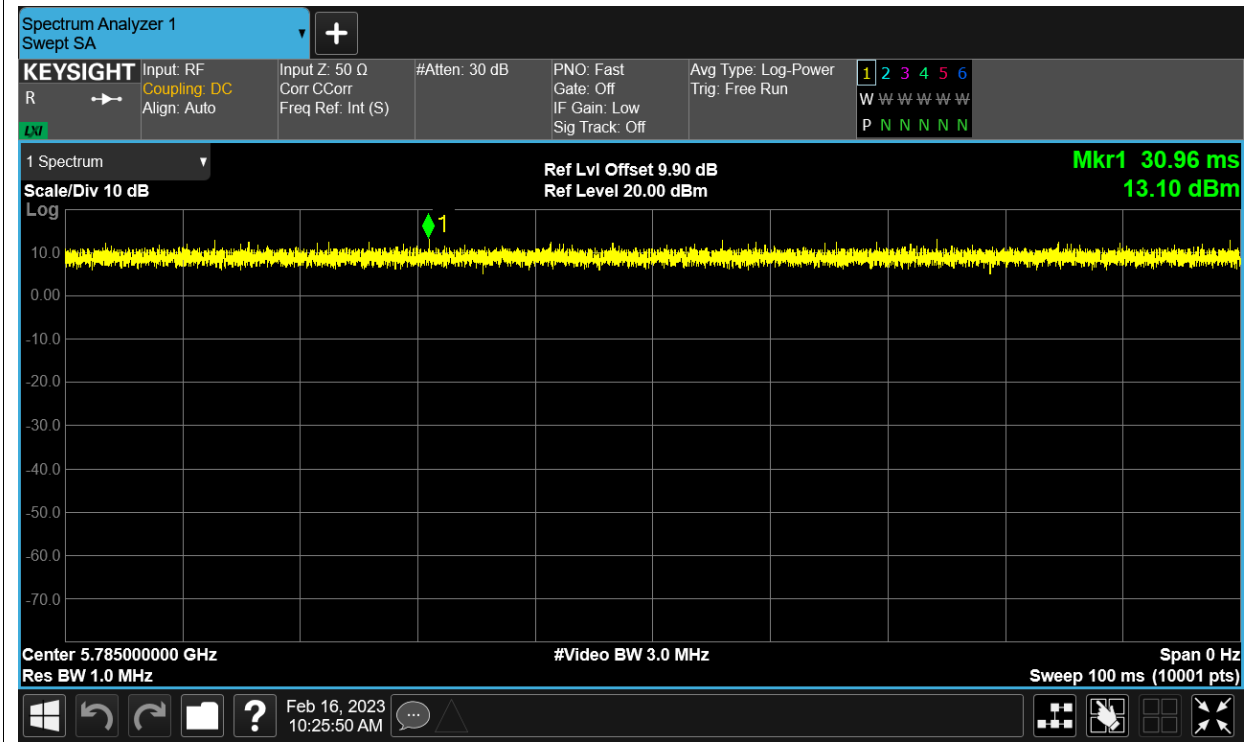 Spectrum Analyzer 1
Swept SA
+
KEYSIGHT
R
LXI
Input: RF
Coupling: DC
Align: Auto
Input Z: 50 Ω
Corr CCorr
Freq Ref: Int (S)
#Atten: 30 dB
PNO: Fast
Gate: Off
IF Gain: Low
Sig Track: Off
Avg Type: Log-Power
Trig: Free Run
1 2 3 4 5 6
W W W W W W
P N N N N N
1 Spectrum
Scale/Div 10 dB
Ref Lvl Offset 9.90 dB
Ref Level 20.00 dBm
Mkr1 30.96 ms
13.10 dBm
Log
1
10.0
0.00
-10.0
-20.0
-30.0
-40.0
-50.0
-60.0
-70.0
Center 5.785000000 GHz
Res BW 1.0 MHz
#Video BW 3.0 MHz
Span 0 Hz
Sweep 100 ms (10001 pts)
?
Feb 16, 2023
10:25:50 AM